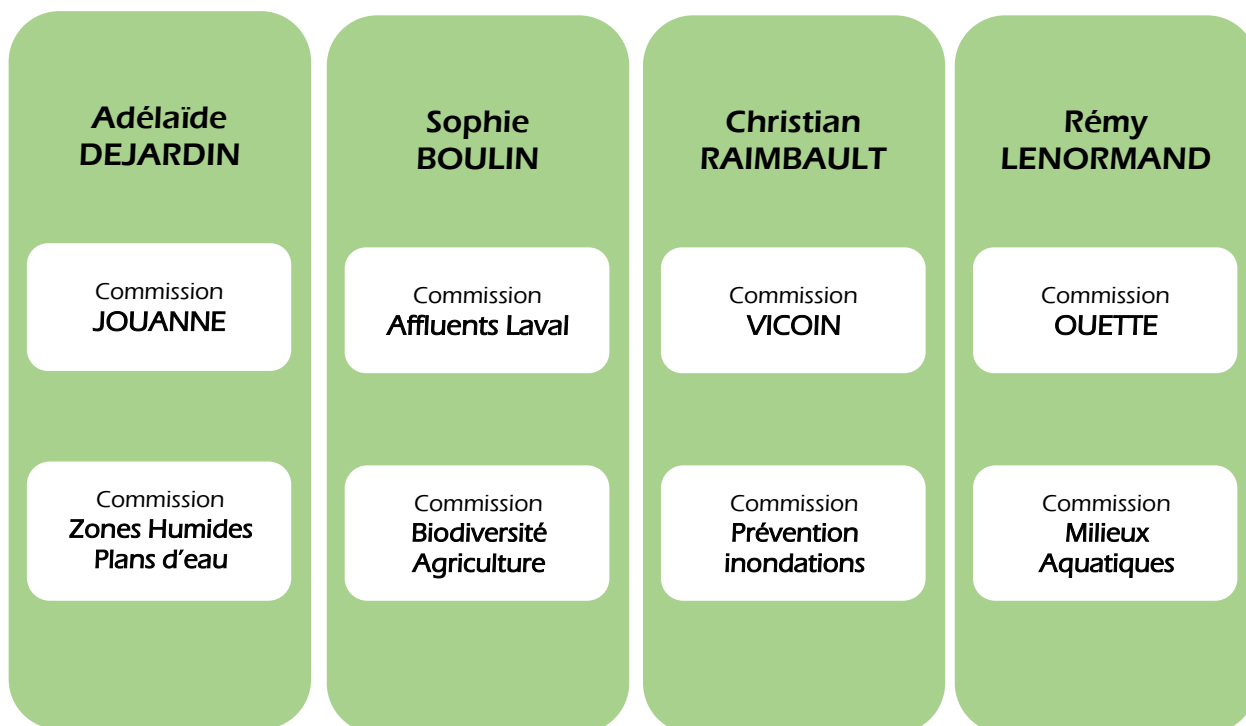 Adélaïde
DEJARDIN
Commission
JOUANNE
Commission
Zones Humides
Plans d'eau
Sophie
BOULIN
Commission
Affluents Laval
Commission
Biodiversité
Agriculture
Christian
RAIMBAULT
Commission
VICOIN
Commission
Prévention
inondations
Rémy
LENORMAND
Commission
OUETTE
Commission
Milieux
Aquatiques